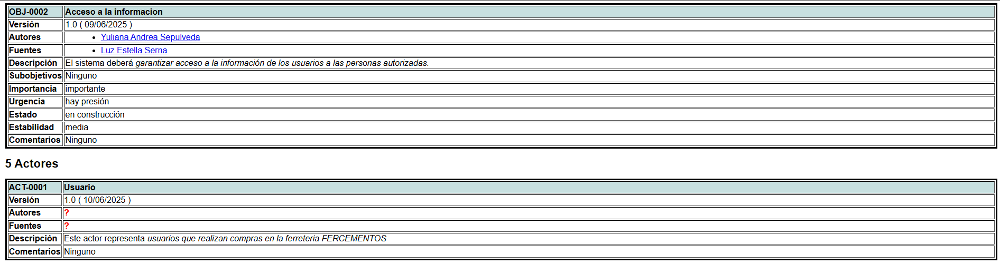 OBJ-0002 Acceso a la informacion
Versión 1.0 ( 09/06/2025 )
Autores • Yuliana Andrea Sepulveda
Fuentes • Luz Estella Serna
Descripción El sistema deberá garantizar acceso a la información de los usuarios a las personas autorizadas.
Subobjetivos Ninguno
Importancia importante
Urgencia hay presión
Estado en construcción
Estabilidad media
Comentarios Ninguno
5 Actores
ACT-0001 Usuario
Versión 1.0 ( 10/06/2025 )
Autores ?
Fuentes ?
Descripción Este actor representa usuarios que realizan compras en la ferreteria FERCEMENTOS
Comentarios Ninguno